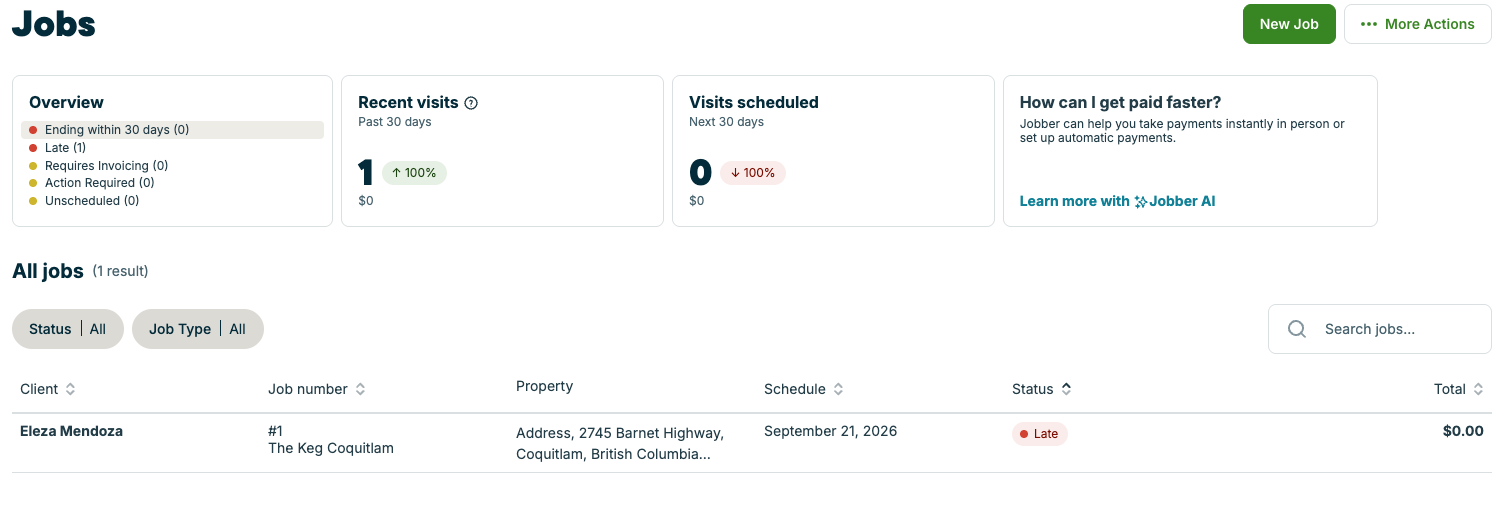 Jobs
New Job
More Actions
Overview
Ending within 30 days (0)
Late (1)
Requires Invoicing (0)
Action Required (0)
Unscheduled (0)
Recent visits
Past 30 days
1 ↑ 100%
$0
Visits scheduled
Next 30 days
0 ↓ 100%
$0
How can I get paid faster?
Jobber can help you take payments instantly in person or
set up automatic payments.
Learn more with Jobber AI
All jobs (1 result)
Status | All
Job Type | All
Search jobs...
Client Job number Property Schedule Status Total
Eleza Mendoza
#1
The Keg Coquitlam
Address, 2745 Barnet Highway,
Coquitlam, British Columbia...
September 21, 2026
Late
$0.00